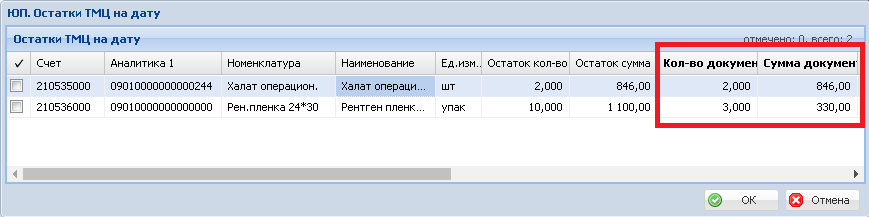 ЮП. Остатки ТМЦ на дату
Остатки ТМЦ на дату отмечено: 0, всего: 2
✓ Счет Аналитика 1 Номенклатура Наименование Ед.изм.. Остаток кол-во Остаток сумма Кол-во докумен Сумма документ
210535000 09010000000000244 Халат операцион. Халат операци... шт 2,000 846,00 2,000 846,00
210536000 09010000000000000 Рен.пленка 24*30 Рентген пленк... упак 10,000 1 100,00 3,000 330,00
ОК Отмена